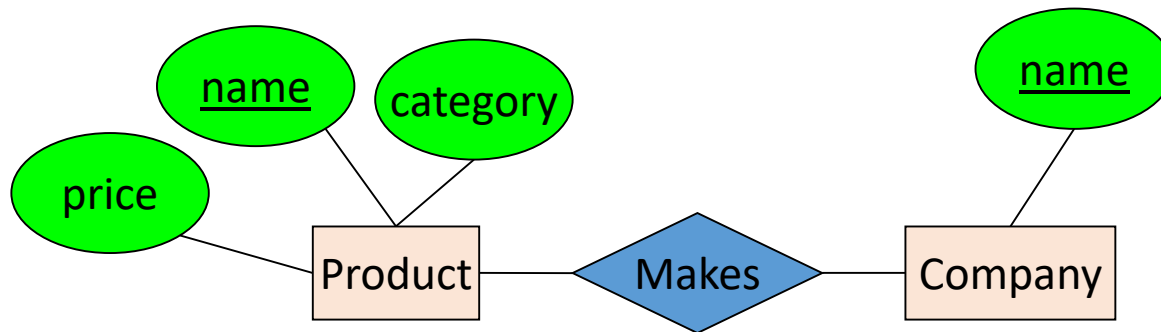 name
name
category
price
Product
Makes
Company